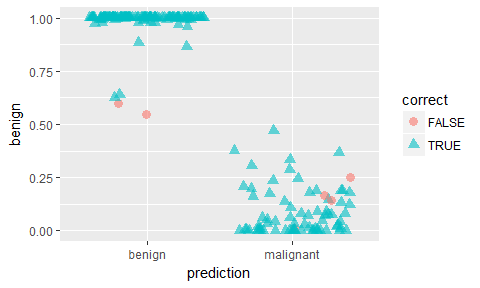 1.00
0.75
0.50
0.25
0.00
benign
benign
malignant
prediction
correct
FALSE
TRUE